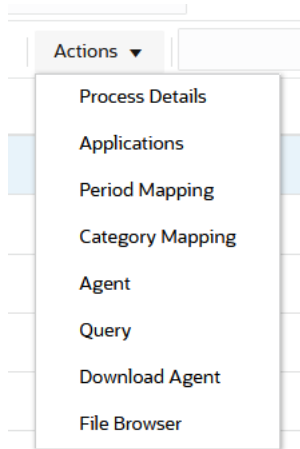 Actions
Process Details
Applications
Period Mapping
Category Mapping
Agent
Query
Download Agent
File Browser